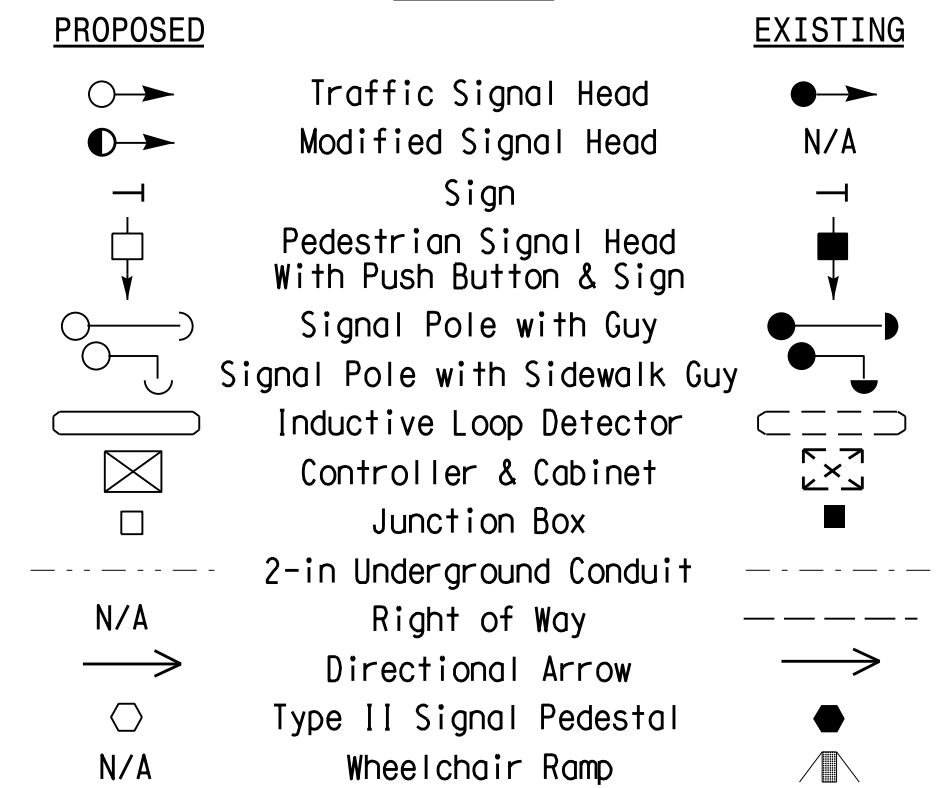 PROPOSED EXISTING
Traffic Signal Head
Modified Signal Head N/A
Sign
Pedestrian Signal Head
With Push Button & Sign
Signal Pole with Guy
Signal Pole with Sidewalk Guy
Inductive Loop Detector
Controller & Cabinet
Junction Box
2-in Underground Conduit
N/A Right of Way
Directional Arrow
Type II Signal Pedestal
N/A Wheelchair Ramp